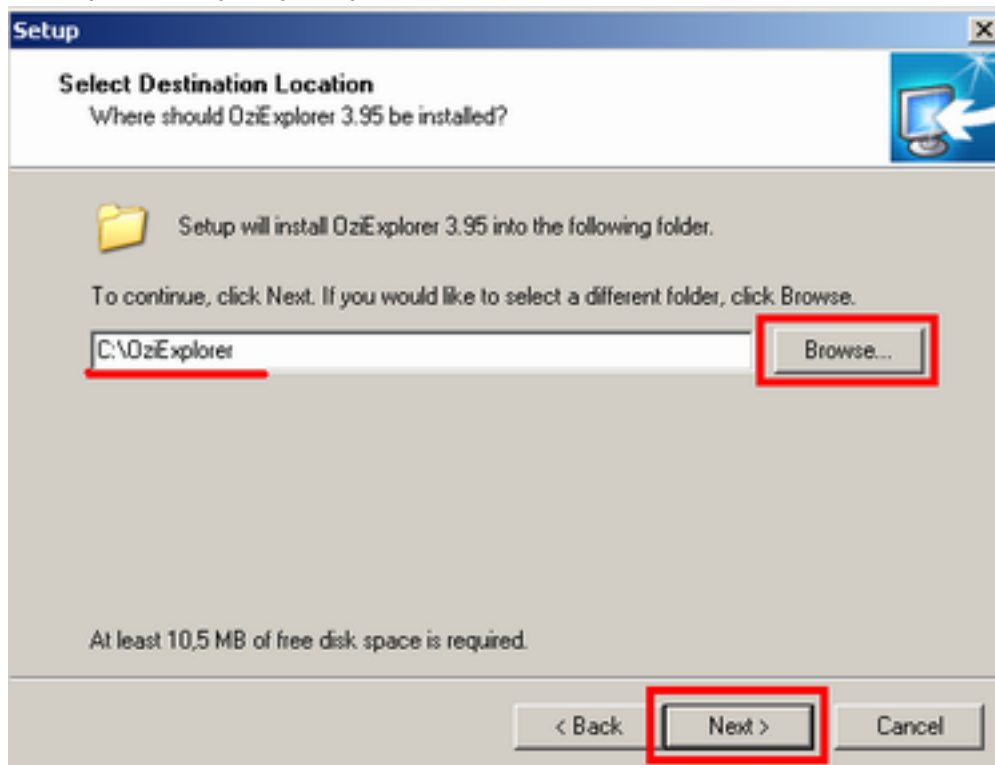 Setup
Select Destination Location
Where should OziExplorer 3.95 be installed?
Setup will install OziExplorer 3.95 into the following folder.
To continue, click Next. If you would like to select a different folder, click Browse.
C:\OziExplorer
Browse...
At least 10,5 MB of free disk space is required.
< Back
Next >
Cancel